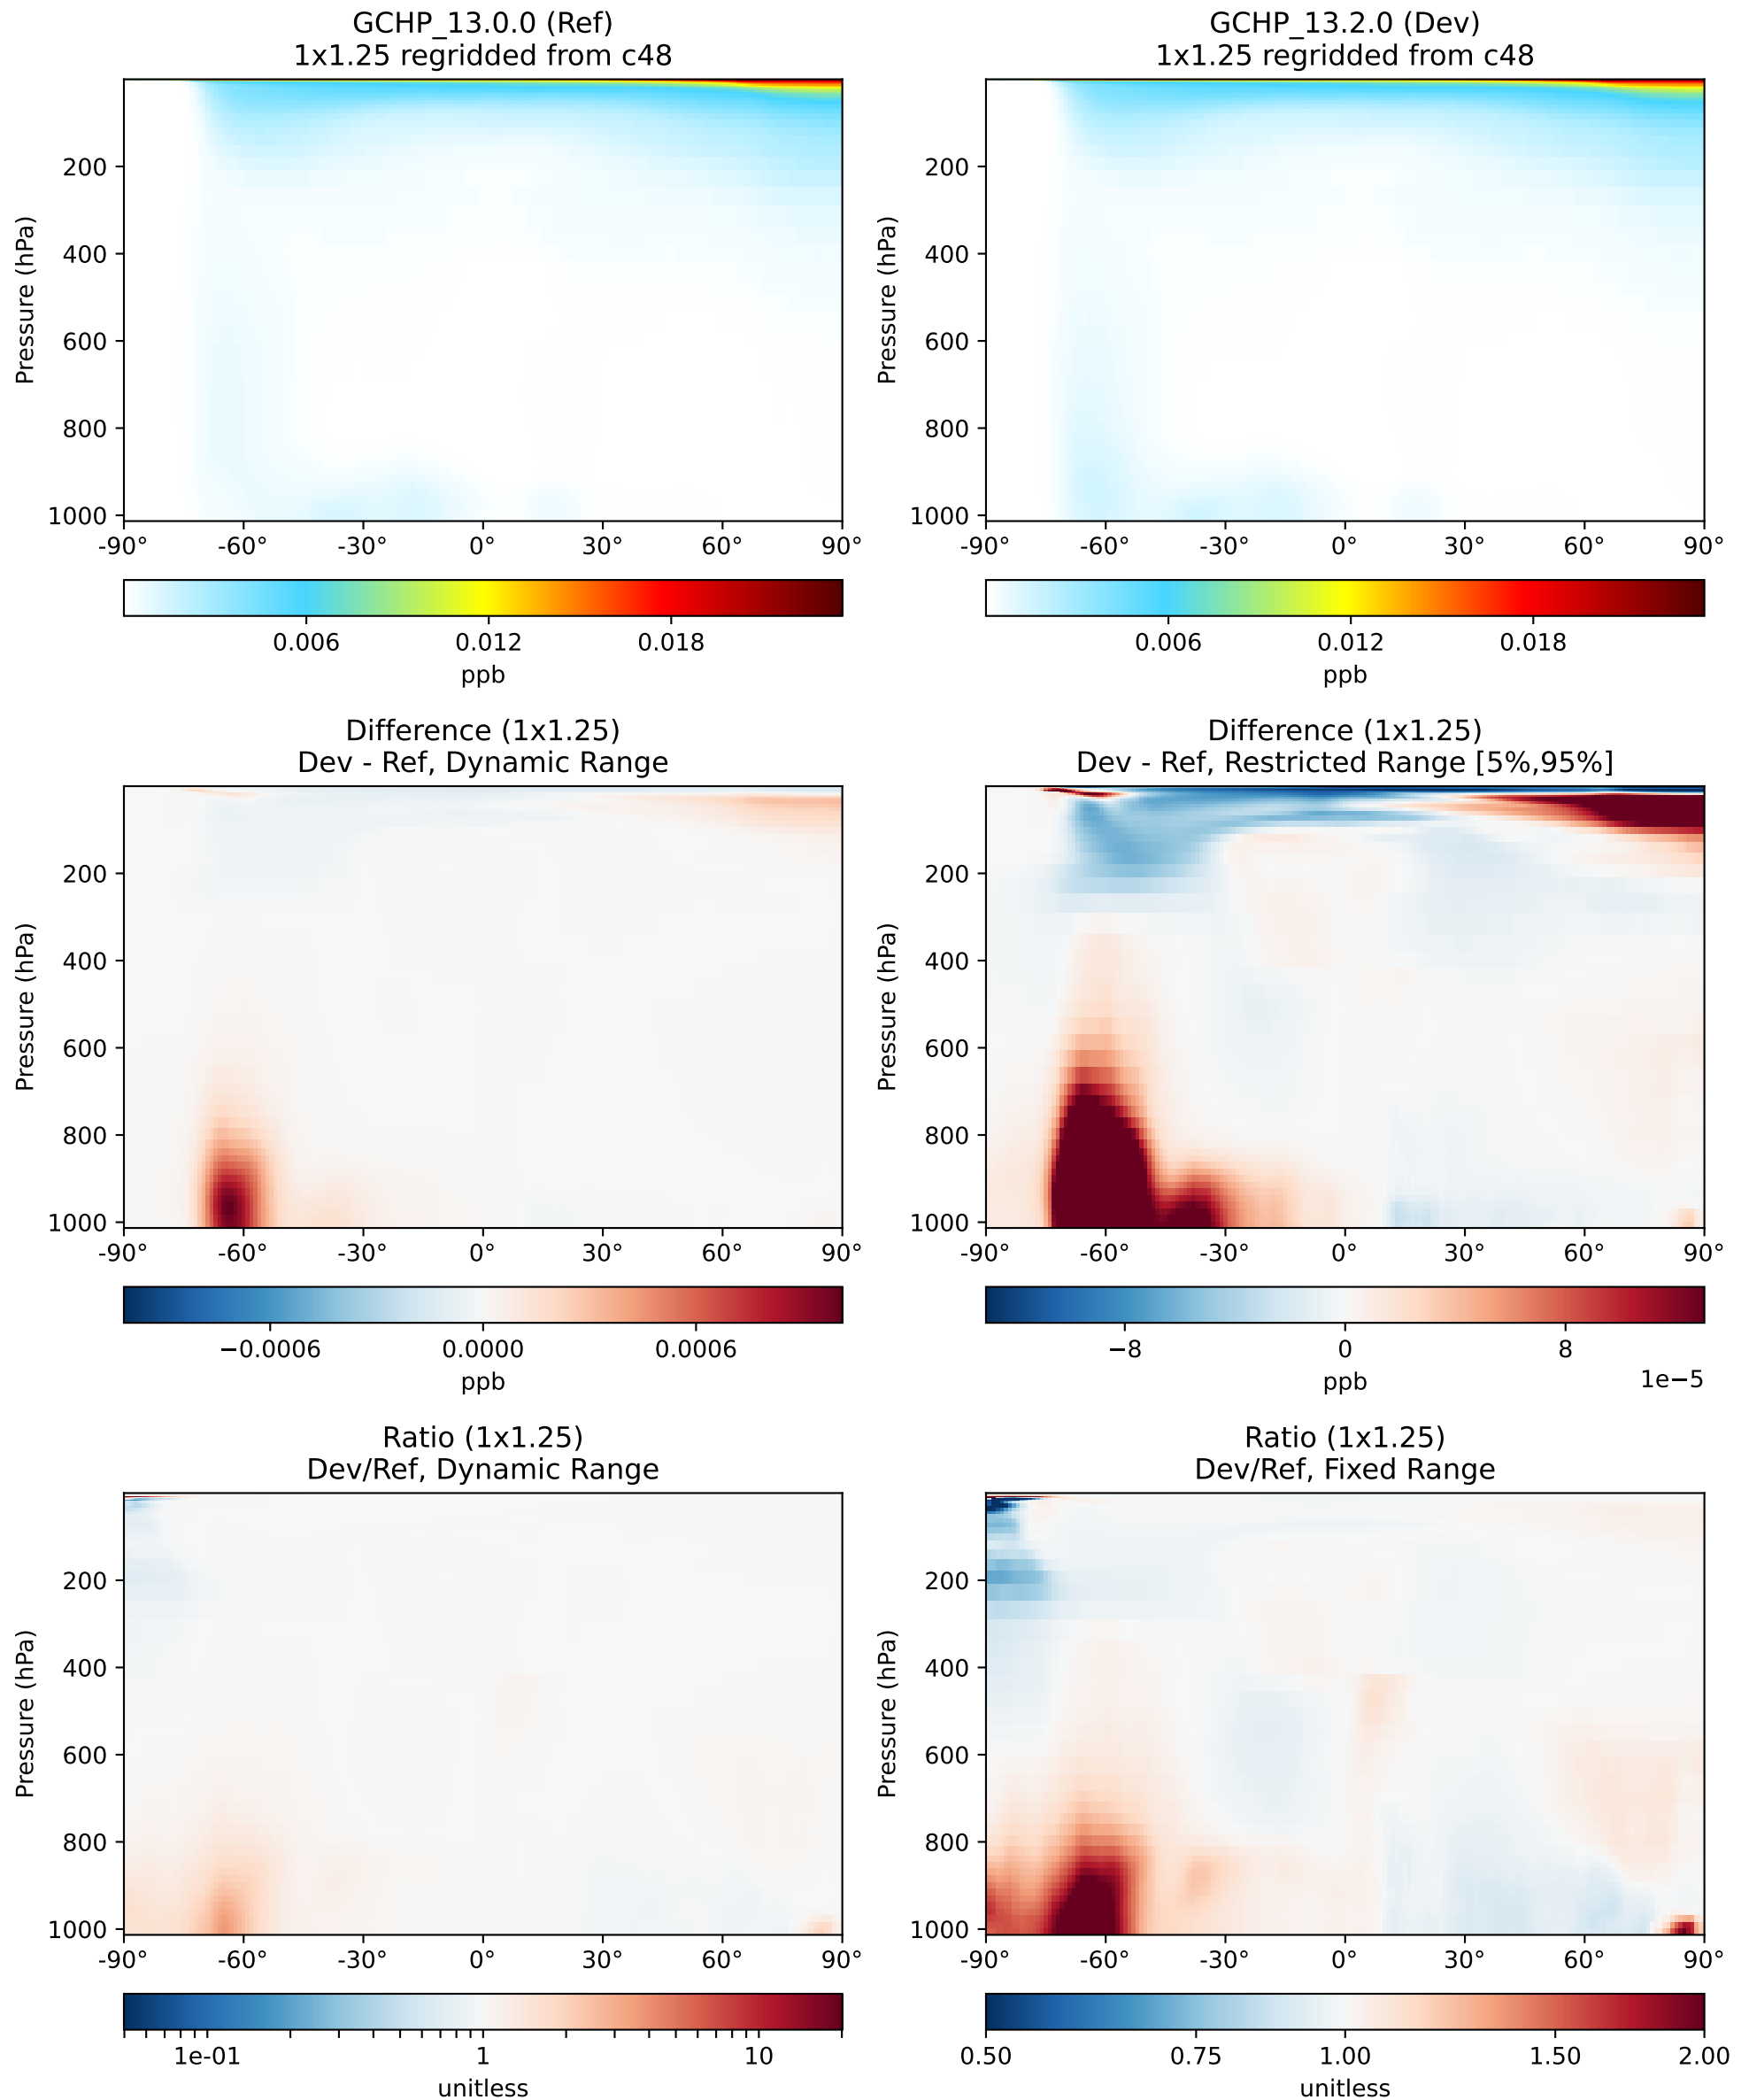 GCHP_13.0.0 (Ref)
1x1.25 regridded from c48
Pressure (hPa)
200
400
600
800
1000
-90° -60° -30° 0° 30° 60° 90°
0.006 0.012 0.018
ppb
GCHP_13.2.0 (Dev)
1x1.25 regridded from c48
Pressure (hPa)
200
400
600
800
1000
-90° -60° -30° 0° 30° 60° 90°
0.006 0.012 0.018
ppb
Difference (1x1.25)
Dev - Ref, Dynamic Range
Pressure (hPa)
200
400
600
800
1000
-90° -60° -30° 0° 30° 60° 90°
−0.0006 0.0000 0.0006
ppb
Difference (1x1.25)
Dev - Ref, Restricted Range [5%,95%]
Pressure (hPa)
200
400
600
800
1000
-90° -60° -30° 0° 30° 60° 90°
−8 0 8
ppb
1e−5
Ratio (1x1.25)
Dev/Ref, Dynamic Range
Pressure (hPa)
200
400
600
800
1000
-90° -60° -30° 0° 30° 60° 90°
1e-01 1 10
unitless
Ratio (1x1.25)
Dev/Ref, Fixed Range
Pressure (hPa)
200
400
600
800
1000
-90° -60° -30° 0° 30° 60° 90°
0.50 0.75 1.00 1.50 2.00
unitless